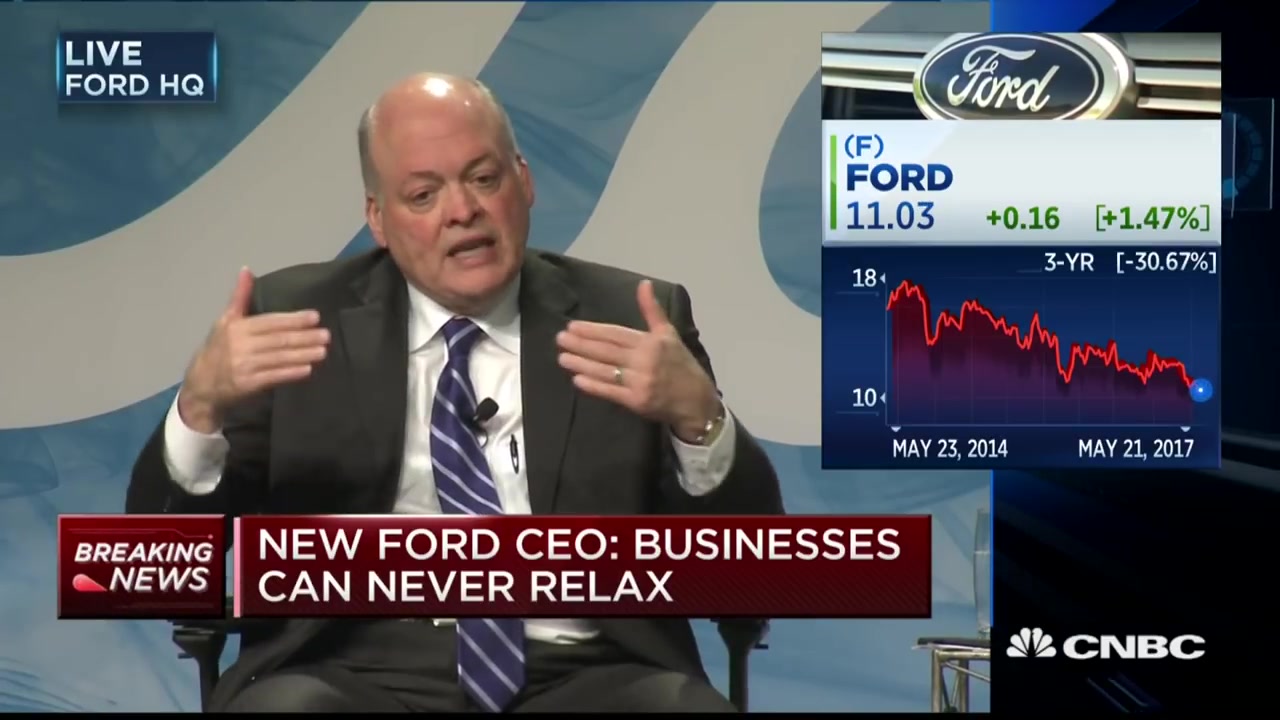 LIVE
FORD HQ
Ford
(F)
FORD
11.03 +0.16 [+1.47%]
3-YR [-30.67%]
18
10
MAY 23, 2014 MAY 21, 2017
BREAKING
NEWS
NEW FORD CEO: BUSINESSES
CAN NEVER RELAX
CNBC